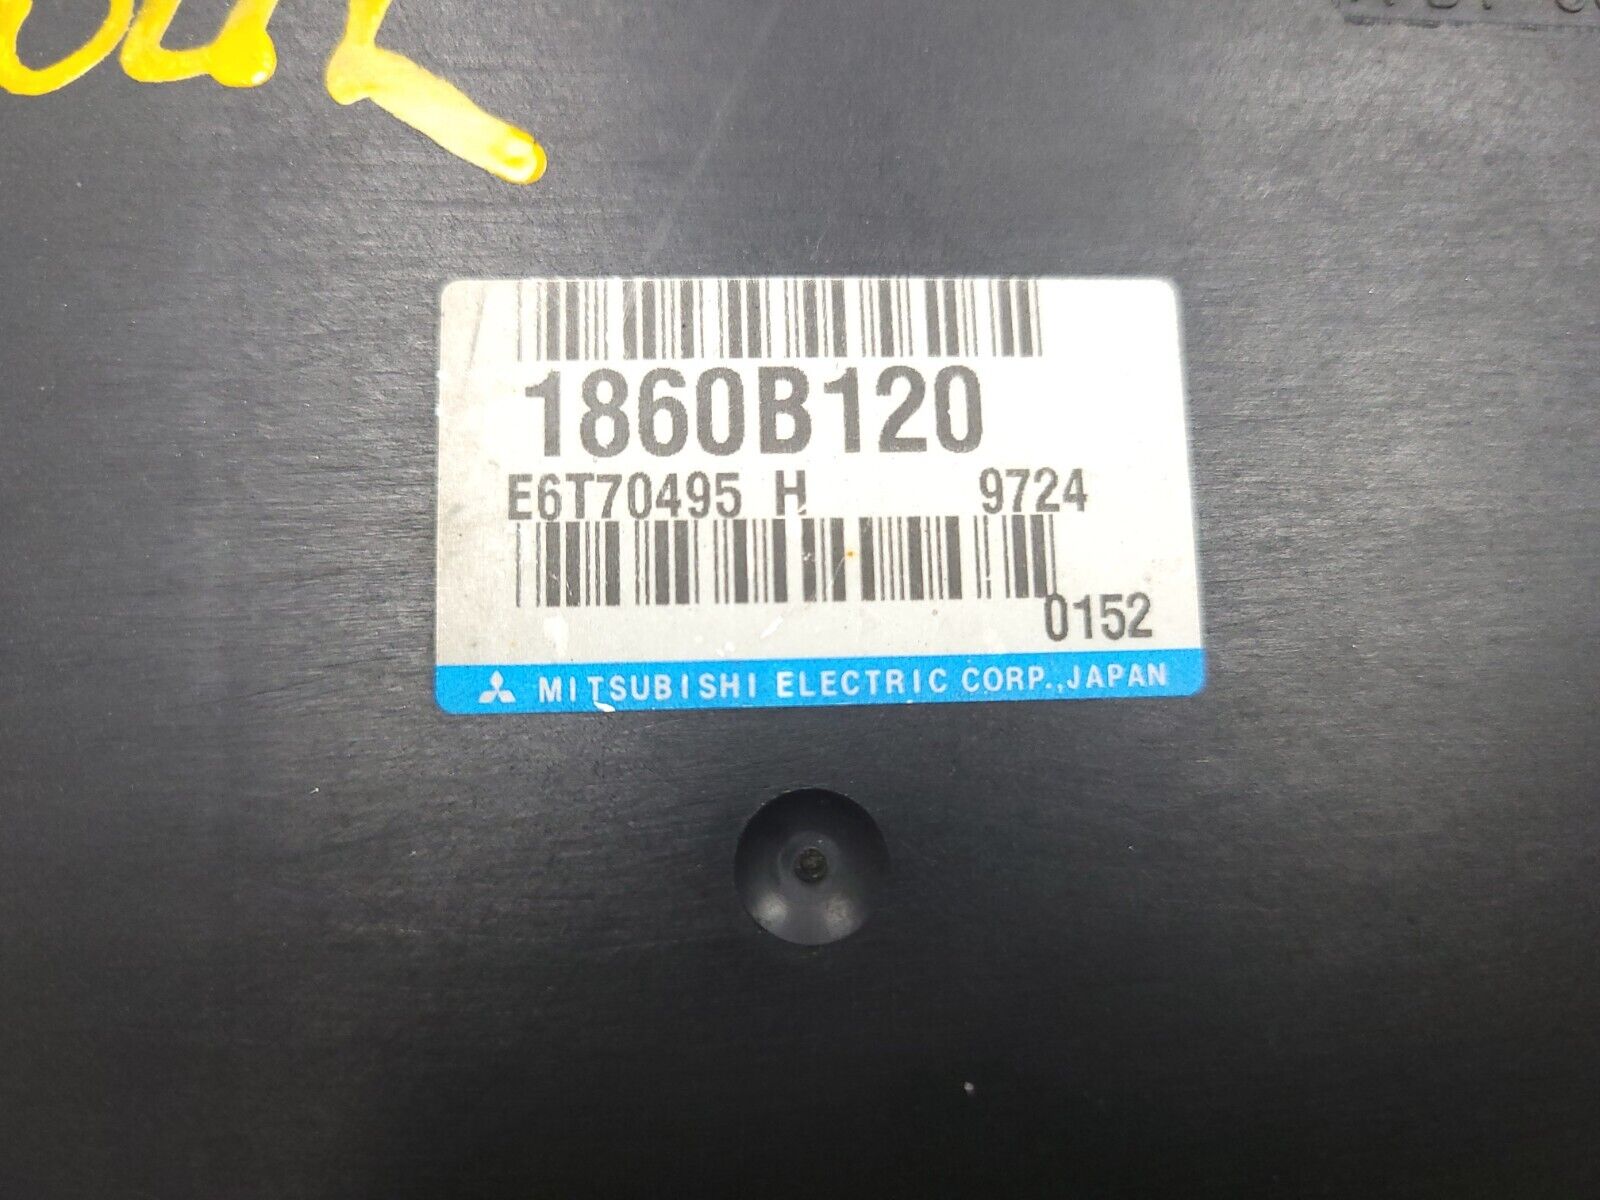 1860B120
E6T70495 H 9724
0152
MITSUBISHI ELECTRIC CORP., JAPAN